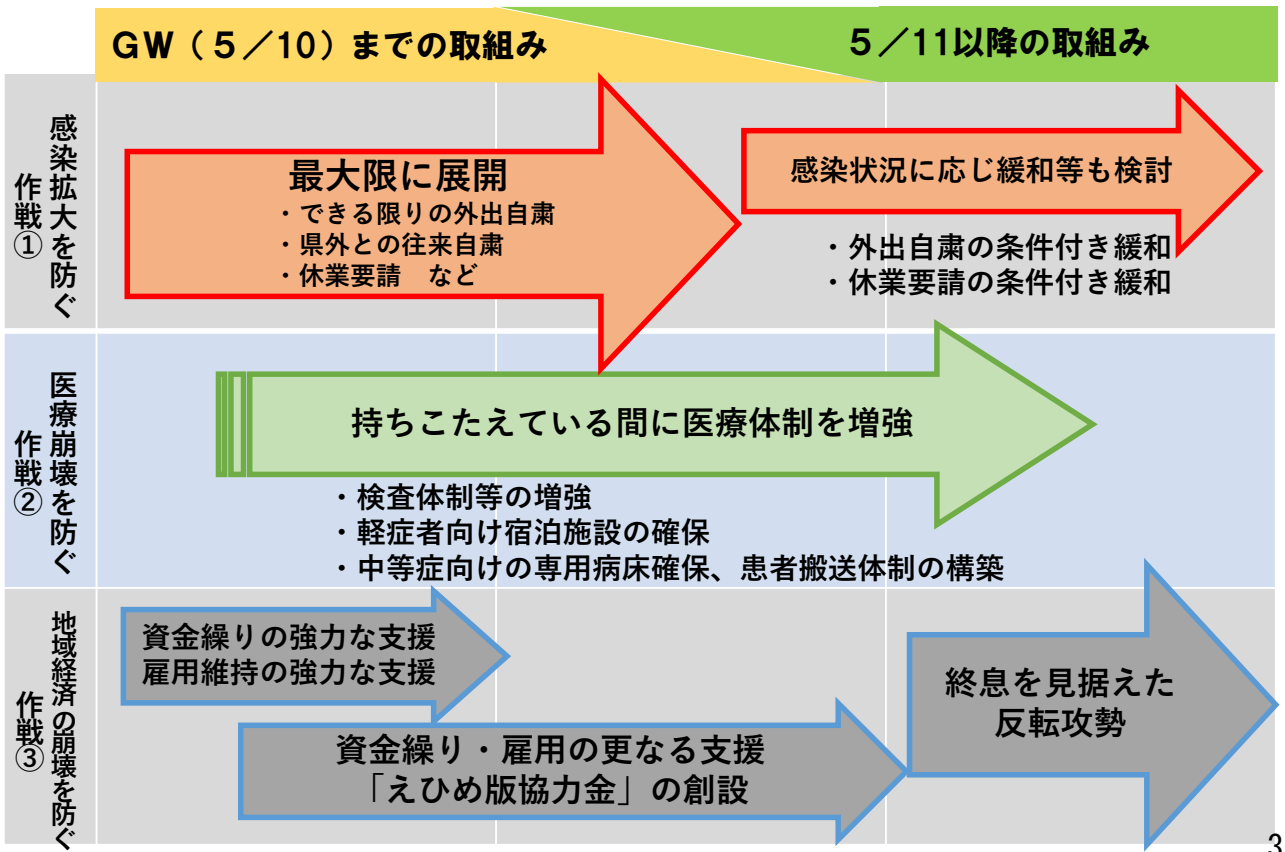 GW（5／10）までの取組み
5／11以降の取組み
作戦①
感染拡大を防ぐ
最大限に展開
・できる限りの外出自粛
・県外との往来自粛
・休業要請　など
感染状況に応じ緩和等も検討
・外出自粛の条件付き緩和
・休業要請の条件付き緩和
作戦②
医療崩壊を防ぐ
持ちこたえている間に医療体制を増強
・検査体制等の増強
・軽症者向け宿泊施設の確保
・中等症向けの専用病床確保、患者搬送体制の構築
作戦③
地域経済の崩壊を防ぐ
資金繰りの強力な支援
雇用維持の強力な支援
資金繰り・雇用の更なる支援
「えひめ版協力金」の創設
終息を見据えた
反転攻勢
3